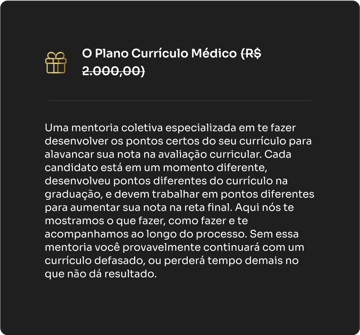 O Plano Currículo Médico (R$
2.000,00)
Uma mentoria coletiva especializada em te fazer
desenvolver os pontos certos do seu currículo para
alavancar sua nota na avaliação curricular. Cada
candidato está em um momento diferente,
desenvolveu pontos diferentes do currículo na
graduação, e devem trabalhar em pontos diferentes
para aumentar sua nota na reta final. Aqui nós te
mostramos o que fazer, como fazer e te
acompanhamos ao longo do processo. Sem essa
mentoria você provavelmente continuará com um
currículo defasado, ou perderá tempo demais no
que não dá resultado.